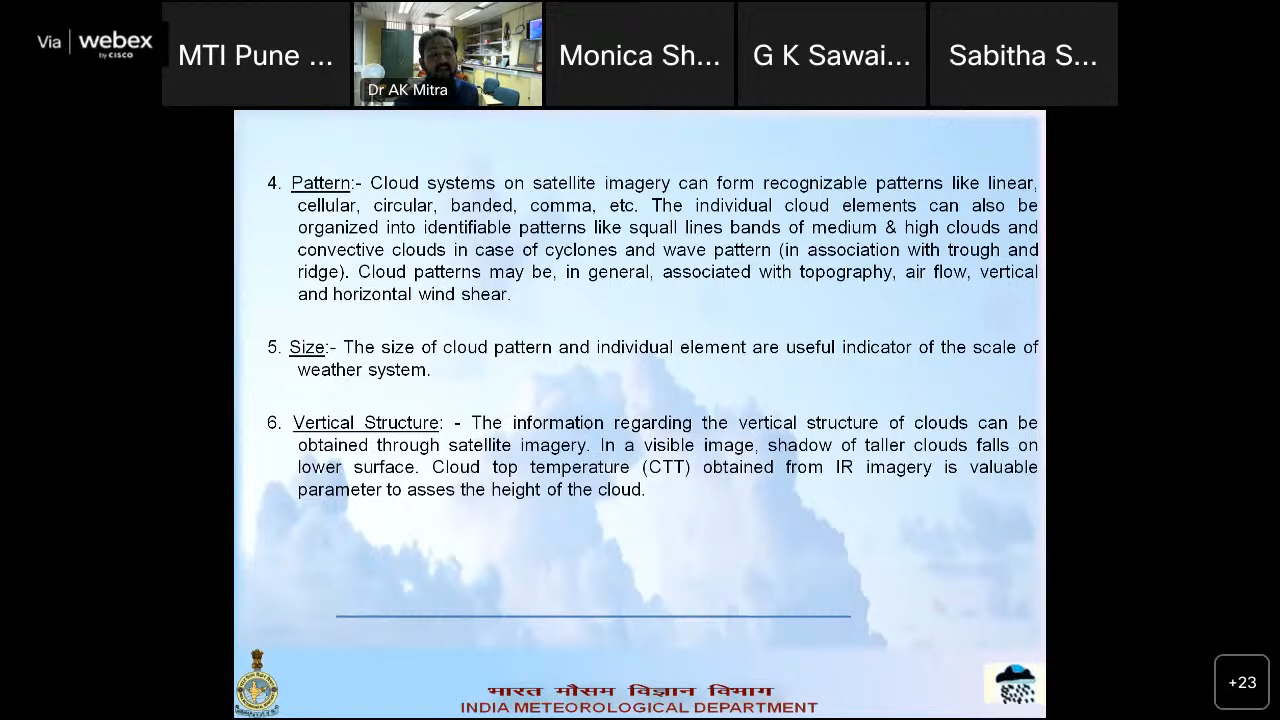 Via webex
by CISCO
MTI Pune ...
Dr AK Mitra
Monica Sh...
G K Sawai...
Sabitha S...
4. Pattern:- Cloud systems on satellite imagery can form recognizable patterns like linear,
cellular, circular, banded, comma, etc. The individual cloud elements can also be
organized into identifiable patterns like squall lines bands of medium & high clouds and
convective clouds in case of cyclones and wave pattern (in association with trough and
ridge). Cloud patterns may be, in general, associated with topography, air flow, vertical
and horizontal wind shear.
5. Size:- The size of cloud pattern and individual element are useful indicator of the scale of
weather system.
6. Vertical Structure: - The information regarding the vertical structure of clouds can be
obtained through satellite imagery. In a visible image, shadow of taller clouds falls on
lower surface. Cloud top temperature (CTT) obtained from IR imagery is valuable
parameter to asses the height of the cloud.
भारत मौसम विज्ञान विभाग
INDIA METEOROLOGICAL DEPARTMENT
+23